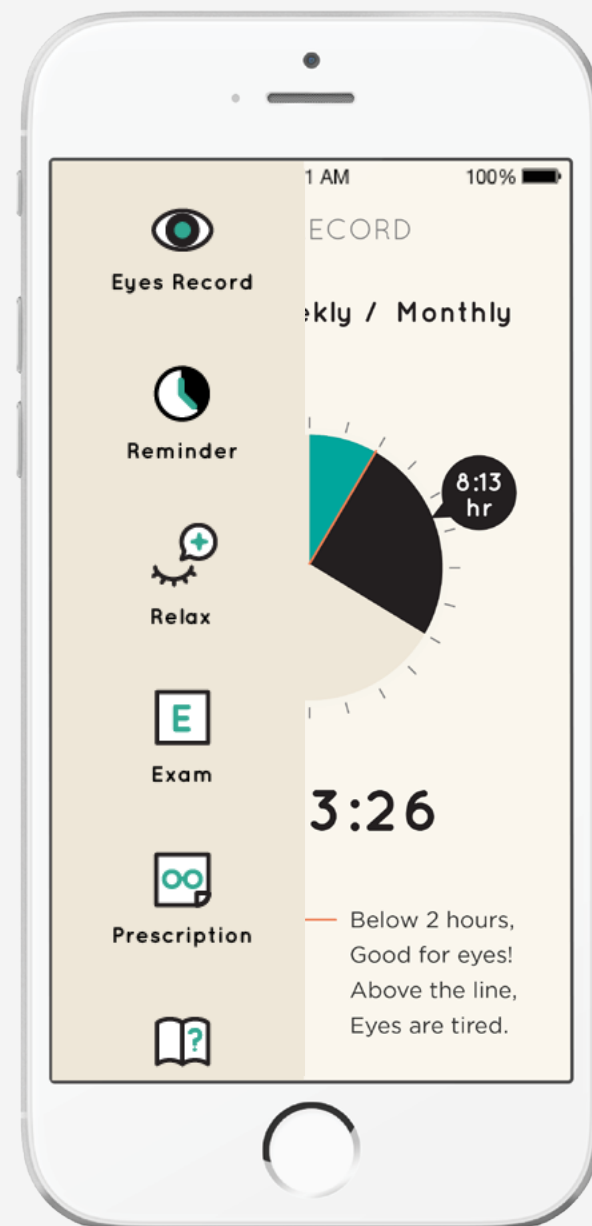 1 AM 100%
Eyes Record
ECORD
ekly / Monthly
Reminder
8:13
hr
Relax
E
Exam
3:26
Prescription
Below 2 hours,
Good for eyes!
Above the line,
Eyes are tired.
?